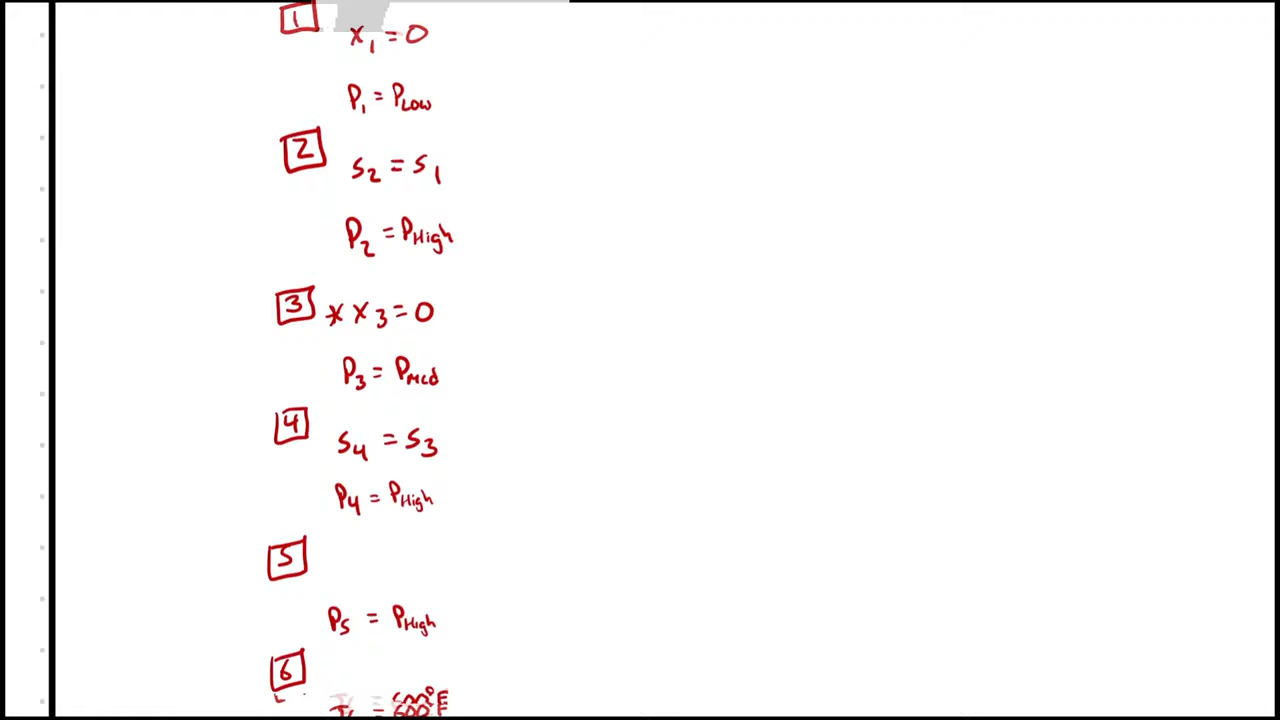 1
x₁ = 0
P₁ = PLow
2
s₂ = s₁
P₂ = PHigh
3 * x₃ = 0
P₃ = PMed
4
s₄ = s₃
P₄ = PHigh
5
P₅ = PHigh
6
= 600°F